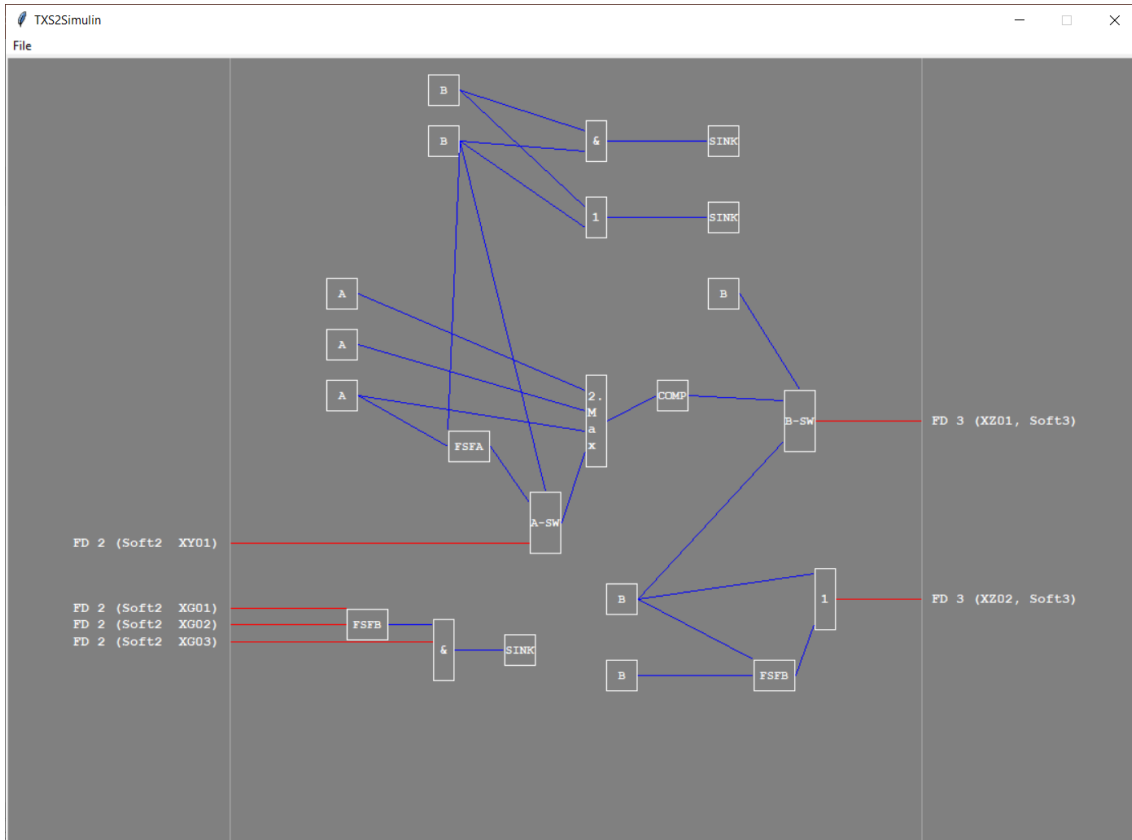 TXS2Simulin
File
B
B
&
SINK
1
SINK
A
B
A
A
2.
M
a
x
COMP
B-SW
FD 3 (XZ01, Soft3)
FSFA
A-SW
FD 2 (Soft2  XY01)
B
1
FD 3 (XZ02, Soft3)
FD 2 (Soft2  XG01)
FD 2 (Soft2  XG02)
FSFB
FD 2 (Soft2  XG03)
&
SINK
B
FSFB